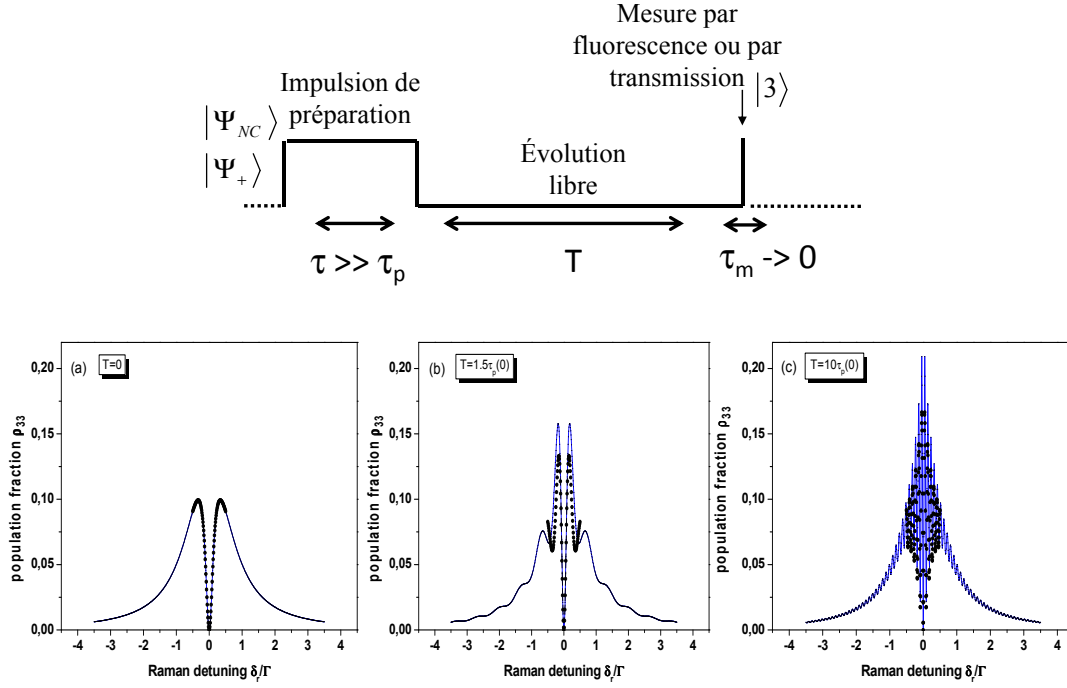 Mesure par
fluorescence ou par
transmission
|3⟩
Impulsion de
préparation
|Ψ_NC⟩
|Ψ_+⟩
Évolution
libre
τ >> τ_p
T
τ_m -> 0
(a) T=0
0,20
0,15
0,10
0,05
0,00
population fraction ρ_33
-4 -3 -2 -1 0 1 2 3 4
Raman detuning δ_r/Γ
(b) T=1.5τ_p(0)
0,20
0,15
0,10
0,05
0,00
population fraction ρ_33
-4 -3 -2 -1 0 1 2 3 4
Raman detuning δ_r/Γ
(c) T=10τ_p(0)
0,20
0,15
0,10
0,05
0,00
population fraction ρ_33
-4 -3 -2 -1 0 1 2 3 4
Raman detuning δ_r/Γ